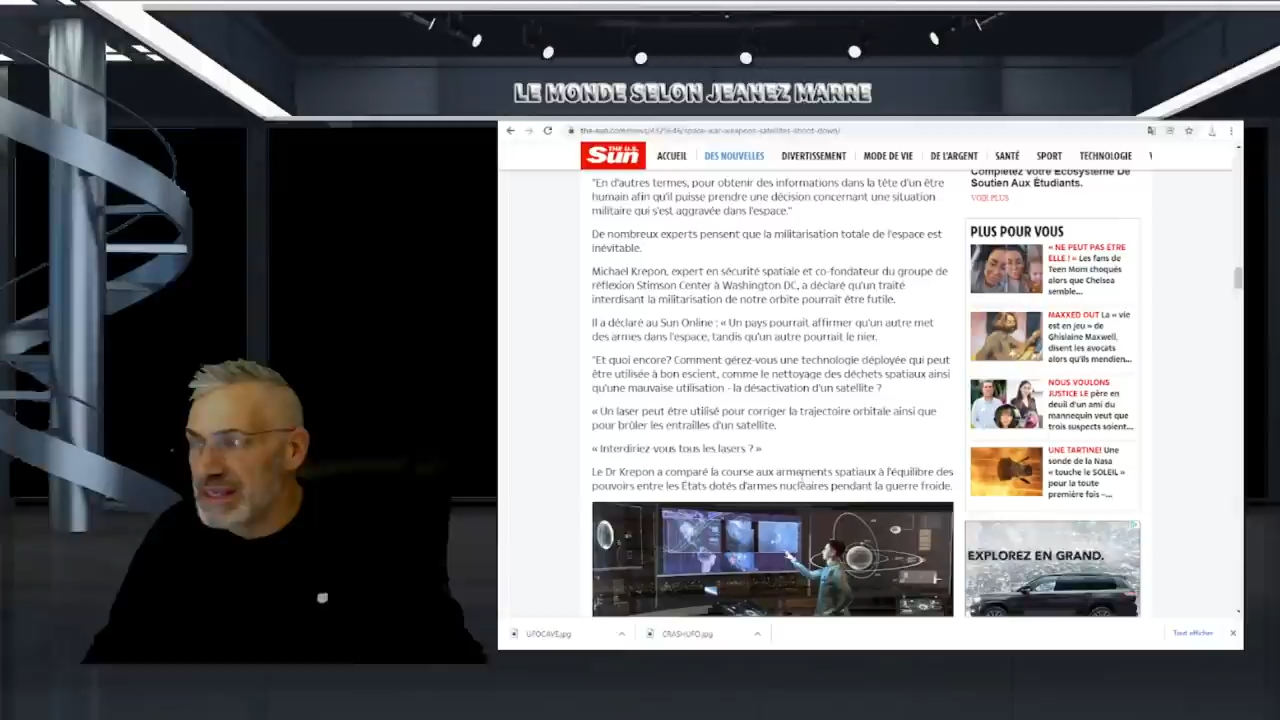 LE MONDE SELON JEANEZ MARRE
THE U.S. Sun
ACCUEIL
DES NOUVELLES
DIVERTISSEMENT
MODE DE VIE
DE L'ARGENT
SANTÉ
SPORT
TECHNOLOGIE
"En d'autres termes, pour obtenir des informations dans la tête d'un être
humain afin qu'il puisse prendre une décision concernant une situation
militaire qui s'est aggravée dans l'espace."
De nombreux experts pensent que la militarisation totale de l'espace est
inévitable.
Michael Krepon, expert en sécurité spatiale et co-fondateur du groupe de
réflexion Stimson Center à Washington DC, a déclaré qu'un traité
interdisant la militarisation de notre orbite pourrait être futile.
Il a déclaré au Sun Online : « Un pays pourrait affirmer qu'un autre met
des armes dans l'espace, tandis qu'un autre pourrait le nier.
"Et quoi encore? Comment gérez-vous une technologie déployée qui peut
être utilisée à bon escient, comme le nettoyage des déchets spatiaux ainsi
qu'une mauvaise utilisation - la désactivation d'un satellite ?
« Un laser peut être utilisé pour corriger la trajectoire orbitale ainsi que
pour brûler les entrailles d'un satellite.
« Interdiriez-vous tous les lasers ? »
Le Dr Krepon a comparé la course aux armements spatiaux à l'équilibre des
pouvoirs entre les États dotés d'armes nucléaires pendant la guerre froide.
Complétez Votre Écosystème De
Soutien Aux Étudiants.
VOIR PLUS
PLUS POUR VOUS
« NE PEUT PAS ÊTRE
ELLE ! » Les fans de
Teen Mom choqués
alors que Chelsea
semble...
MAXXED OUT La « vie
est en jeu » de
Ghislaine Maxwell,
disent les avocats
alors qu'ils mendien...
NOUS VOULONS
JUSTICE LE père en
deuil d'un ami du
mannequin veut que
trois suspects soient...
UNE TARTINE! Une
sonde de la Nasa
« touche le SOLEIL »
pour la toute
première fois –...
EXPLOREZ EN GRAND.
UFOCAVE.jpg
CRASHUFO.jpg
Tout afficher